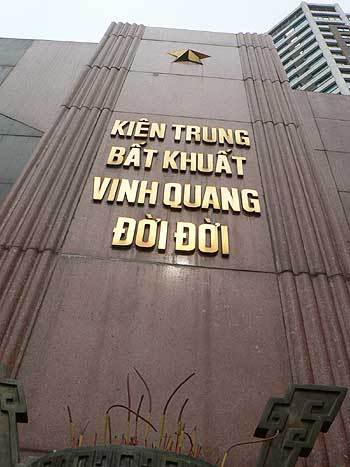 KIÊN TRUNG
BẤT KHUẤT
VINH QUANG
ĐỜI ĐỜI